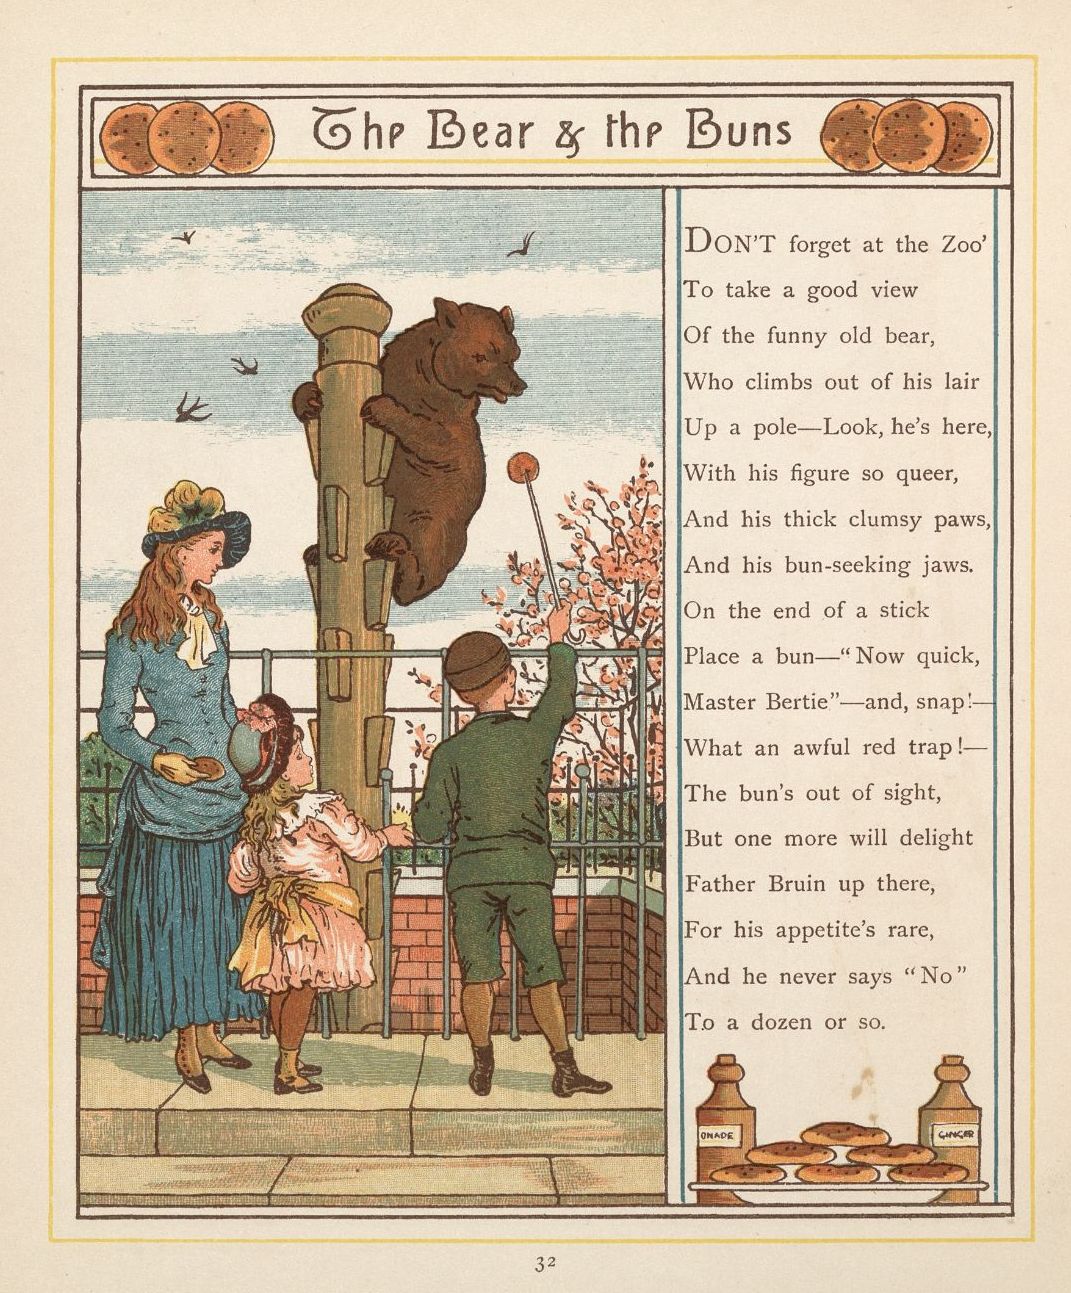 The Bear & the Buns
DON'T forget at the Zoo'
To take a good view
Of the funny old bear,
Who climbs out of his lair
Up a pole—Look, he's here,
With his figure so queer,
And his thick clumsy paws,
And his bun-seeking jaws.
On the end of a stick
Place a bun—“Now quick,
Master Bertie”—and, snap!—
What an awful red trap!—
The bun's out of sight,
But one more will delight
Father Bruin up there,
For his appetite's rare,
And he never says “No”
To a dozen or so.
ONADE
GINGER
32